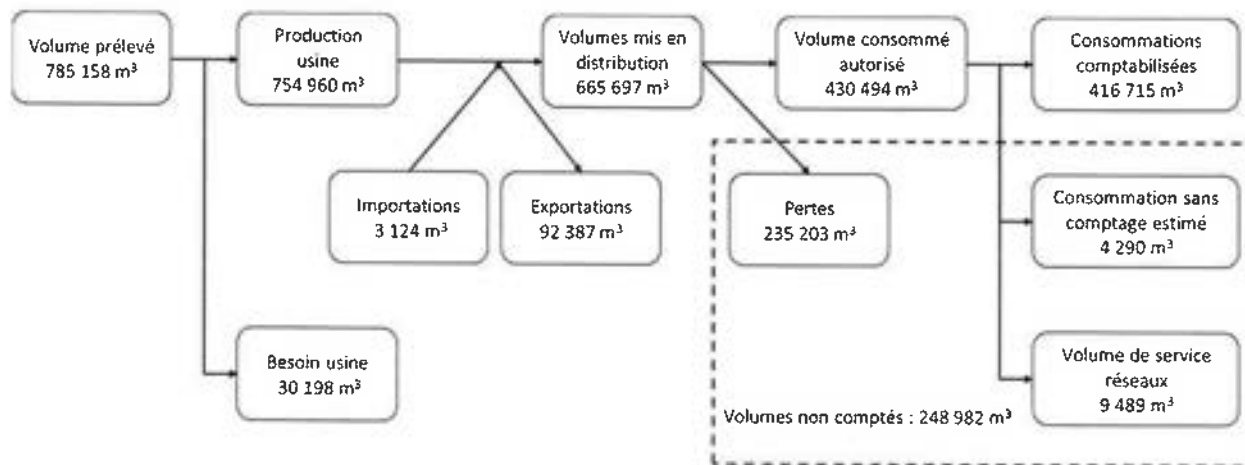 Volume prélevé
785 158 m³
Production
usine
754 960 m³
Volumes mis en
distribution
665 697 m³
Volume consommé
autorisé
430 494 m³
Consommations
comptabilisées
416 715 m³
Importations
3 124 m³
Exportations
92 387 m³
Pertes
235 203 m³
Consommation sans
comptage estimé
4 290 m³
Besoin usine
30 198 m³
Volumes non comptés : 248 982 m³
Volume de service
réseaux
9 489 m³